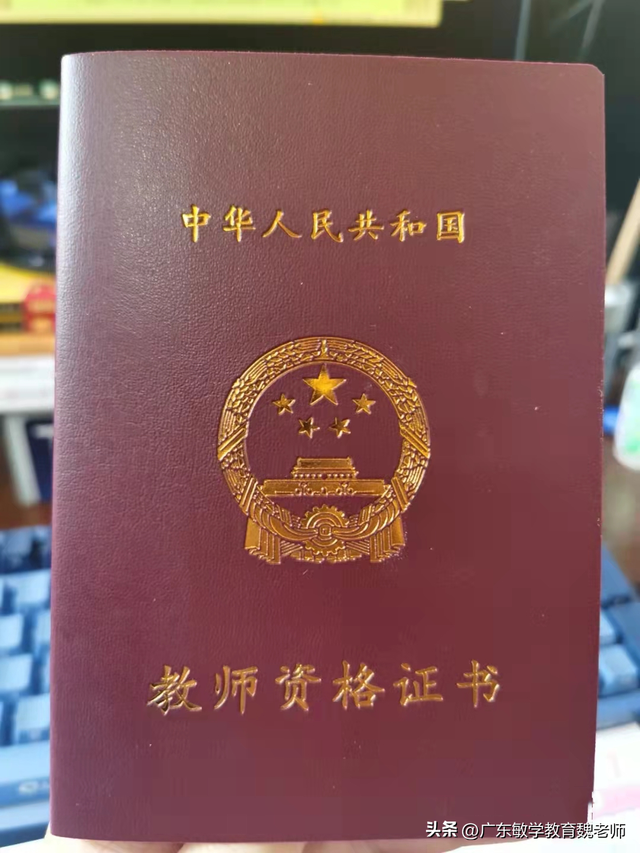 中华人民共和国
教师资格证书
头条 @广东敏学教育魏老师